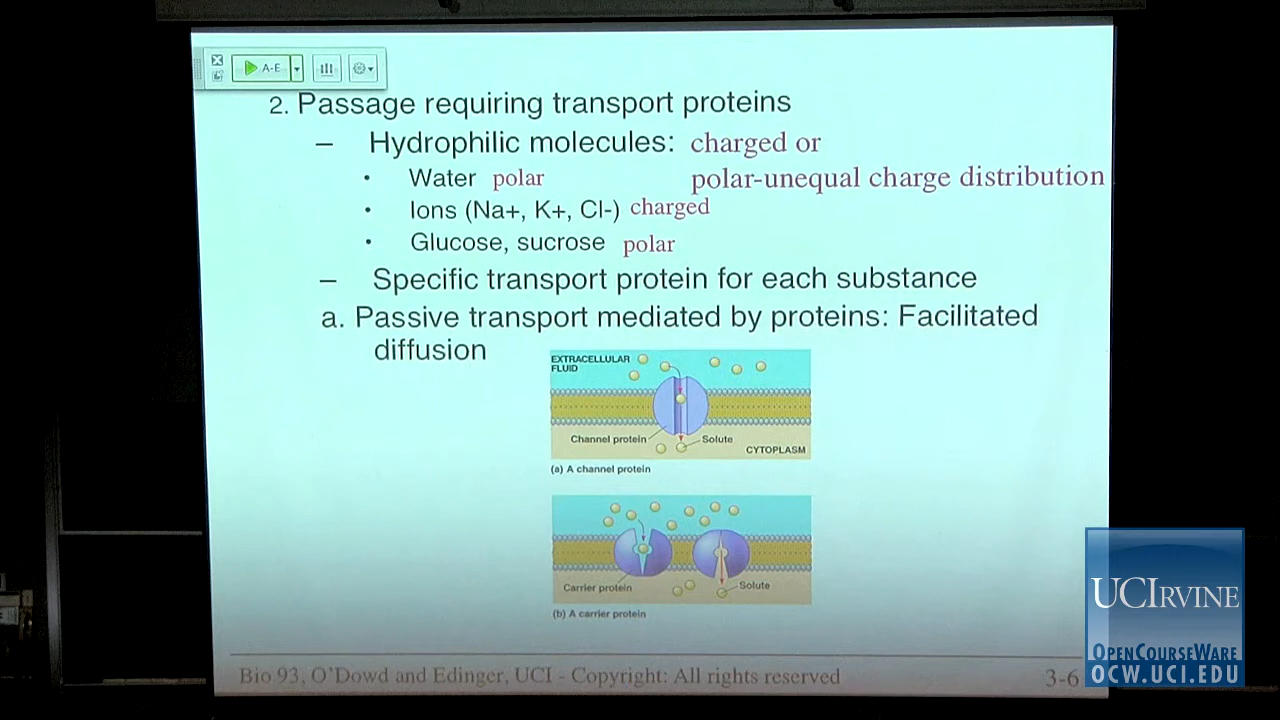 A-E
2. Passage requiring transport proteins
– Hydrophilic molecules: charged or
• Water polar polar-unequal charge distribution
• Ions (Na+, K+, Cl-) charged
• Glucose, sucrose polar
– Specific transport protein for each substance
a. Passive transport mediated by proteins: Facilitated
diffusion
EXTRACELLULAR
FLUID
Channel protein Solute
CYTOPLASM
(a) A channel protein
Carrier protein Solute
(b) A carrier protein
Bio 93, O'Dowd and Edinger, UCI - Copyright: All rights reserved 3-6
UCIRVINE
OPENCOURSEWARE
OCW.UCI.EDU